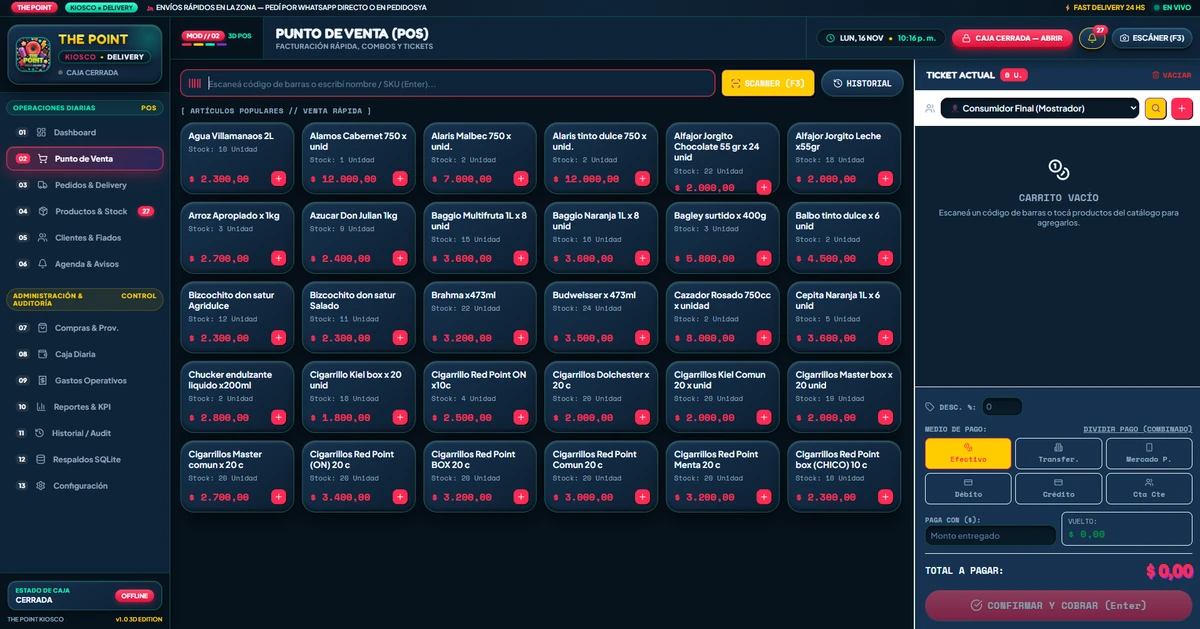 THE POINT
KIOSCO • DELIVERY
ENVÍOS RÁPIDOS EN LA ZONA — PEDÍ POR WHATSAPP DIRECTO O EN PEDIDOSYA
FAST DELIVERY 24 HS
EN VIVO
THE POINT
KIOSCO • DELIVERY
CAJA CERRADA
MOD // 02
3D POS
PUNTO DE VENTA (POS)
FACTURACIÓN RÁPIDA, COMBOS Y TICKETS
LUN, 16 NOV • 10:16 p. m.
CAJA CERRADA — ABRIR
27
ESCÁNER (F3)
OPERACIONES DIARIAS POS
01 Dashboard
02 Punto de Venta
03 Pedidos & Delivery
04 Productos & Stock 27
05 Clientes & Fiados
06 Agenda & Avisos
ADMINISTRACIÓN & AUDITORÍA CONTROL
07 Compras & Prov.
08 Caja Diaria
09 Gastos Operativos
10 Reportes & KPI
11 Historial / Audit
12 Respaldos SQLite
13 Configuración
ESTADO DE CAJA
CERRADA
OFFLINE
THE POINT KIOSCO
v1.0 3D EDITION
Escaneá código de barras o escribí nombre / SKU (Enter)...
SCANNER (F3)
HISTORIAL
[ ARTÍCULOS POPULARES // VENTA RÁPIDA ]
Agua Villamanaos 2L
Stock: 10 Unidad
$ 2.300,00 +
Alamos Cabernet 750 x unid.
Stock: 1 Unidad
$ 12.000,00 +
Alaris Malbec 750 x unid.
Stock: 2 Unidad
$ 7.000,00 +
Alaris tinto dulce 750 x unid.
Stock: 2 Unidad
$ 12.000,00 +
Alfajor Jorgito Chocolate 55 gr x 24 unid
Stock: 22 Unidad
$ 2.000,00 +
Alfajor Jorgito Leche x55gr
Stock: 18 Unidad
$ 2.000,00 +
Arroz Apropiado x 1kg
Stock: 3 Unidad
$ 2.700,00 +
Azucar Don Julian 1kg
Stock: 9 Unidad
$ 2.400,00 +
Baggio Multifruta 1L x 8 unid
Stock: 15 Unidad
$ 3.600,00 +
Baggio Naranja 1L x 8 unid
Stock: 16 Unidad
$ 3.600,00 +
Bagley surtido x 400g
Stock: 3 Unidad
$ 5.800,00 +
Balbo tinto dulce x 6 unid
Stock: 2 Unidad
$ 4.500,00 +
Bizcochito don satur Agridulce
Stock: 12 Unidad
$ 2.300,00 +
Bizcochito don satur Salado
Stock: 11 Unidad
$ 2.300,00 +
Brahma x473ml
Stock: 22 Unidad
$ 3.200,00 +
Budweisser x 473ml
Stock: 24 Unidad
$ 3.500,00 +
Cazador Rosado 750cc x unidad
Stock: 2 Unidad
$ 8.000,00 +
Cepita Naranja 1L x 6 unid
Stock: 5 Unidad
$ 3.600,00 +
Chucker endulzante liquido x200ml
Stock: 2 Unidad
$ 2.800,00 +
Cigarrillo Kiel box x 20 unid
Stock: 18 Unidad
$ 1.800,00 +
Cigarrillo Red Point ON x10c
Stock: 4 Unidad
$ 2.500,00 +
Cigarrillos Dolchester x 20 c
Stock: 20 Unidad
$ 2.000,00 +
Cigarrillos Kiel Comun 20 x unid
Stock: 20 Unidad
$ 2.000,00 +
Cigarrillos Master box x 20 unid
Stock: 19 Unidad
$ 2.000,00 +
Cigarrillos Master comun x 20 c
Stock: 20 Unidad
$ 2.700,00 +
Cigarrillos Red Point (ON) 20 c
Stock: 20 Unidad
$ 3.400,00 +
Cigarrillos Red Point BOX 20 c
Stock: 20 Unidad
$ 3.200,00 +
Cigarrillos Red Point Comun 20 c
Stock: 20 Unidad
$ 3.000,00 +
Cigarrillos Red Point Menta 20 c
Stock: 20 Unidad
$ 3.200,00 +
Cigarrillos Red Point box (CHICO) 10 c
Stock: 10 Unidad
$ 2.300,00 +
TICKET ACTUAL 0 U.
VACIAR
Consumidor Final (Mostrador)
CARRITO VACÍO
Escaneá un código de barras o tocá productos del catálogo para agregarlos.
DESC. %: 0
MEDIO DE PAGO:
DIVIDIR PAGO (COMBINADO)
Efectivo
Transfer.
Mercado P.
Débito
Crédito
Cta Cte
PAGA CON ($):
Monto entregado
VUELTO:
$ 0,00
TOTAL A PAGAR: $ 0,00
CONFIRMAR Y COBRAR (Enter)